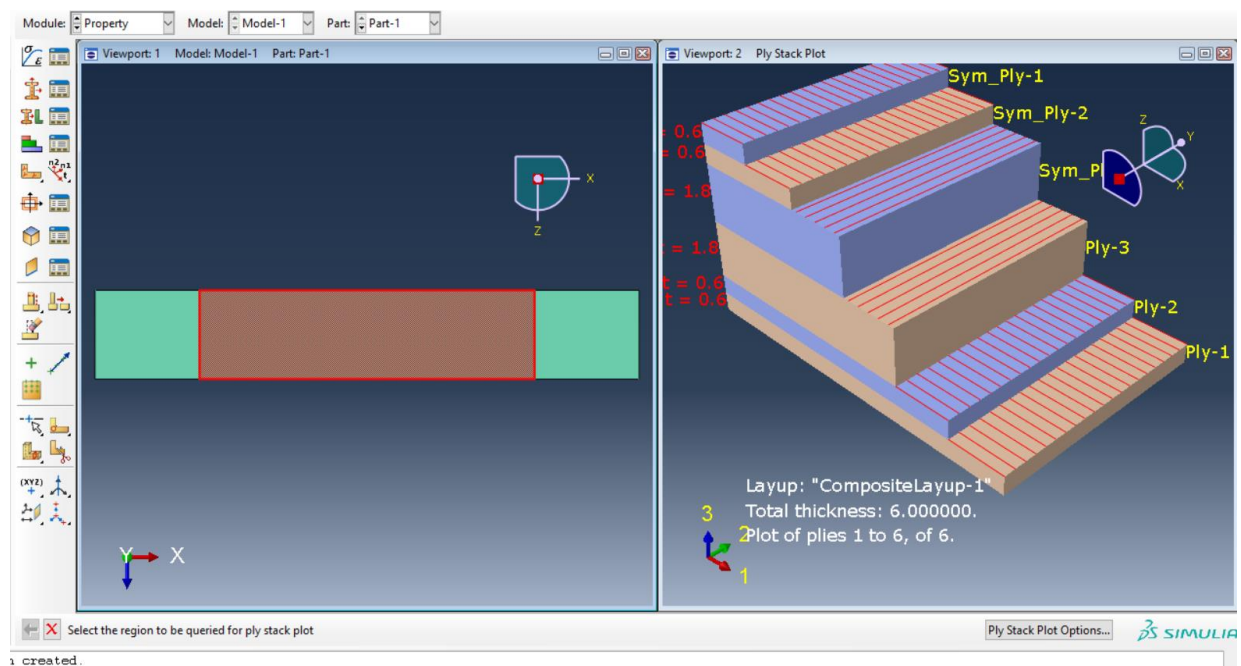 Module: Property Model: Model-1 Part: Part-1
Viewport: 1 Model: Model-1 Part: Part-1
X
Z
Y X
Viewport: 2 Ply Stack Plot
Sym_Ply-1
Sym_Ply-2
Sym_Pl
Ply-3
Ply-2
Ply-1
= 0.6
= 0.6
= 1.8
= 1.8
t = 0.6
t = 0.6
Z
Y
X
Layup: "CompositeLayup-1"
Total thickness: 6.000000.
Plot of plies 1 to 6, of 6.
3
2
1
Select the region to be queried for ply stack plot
Ply Stack Plot Options...
SIMULIA
created.